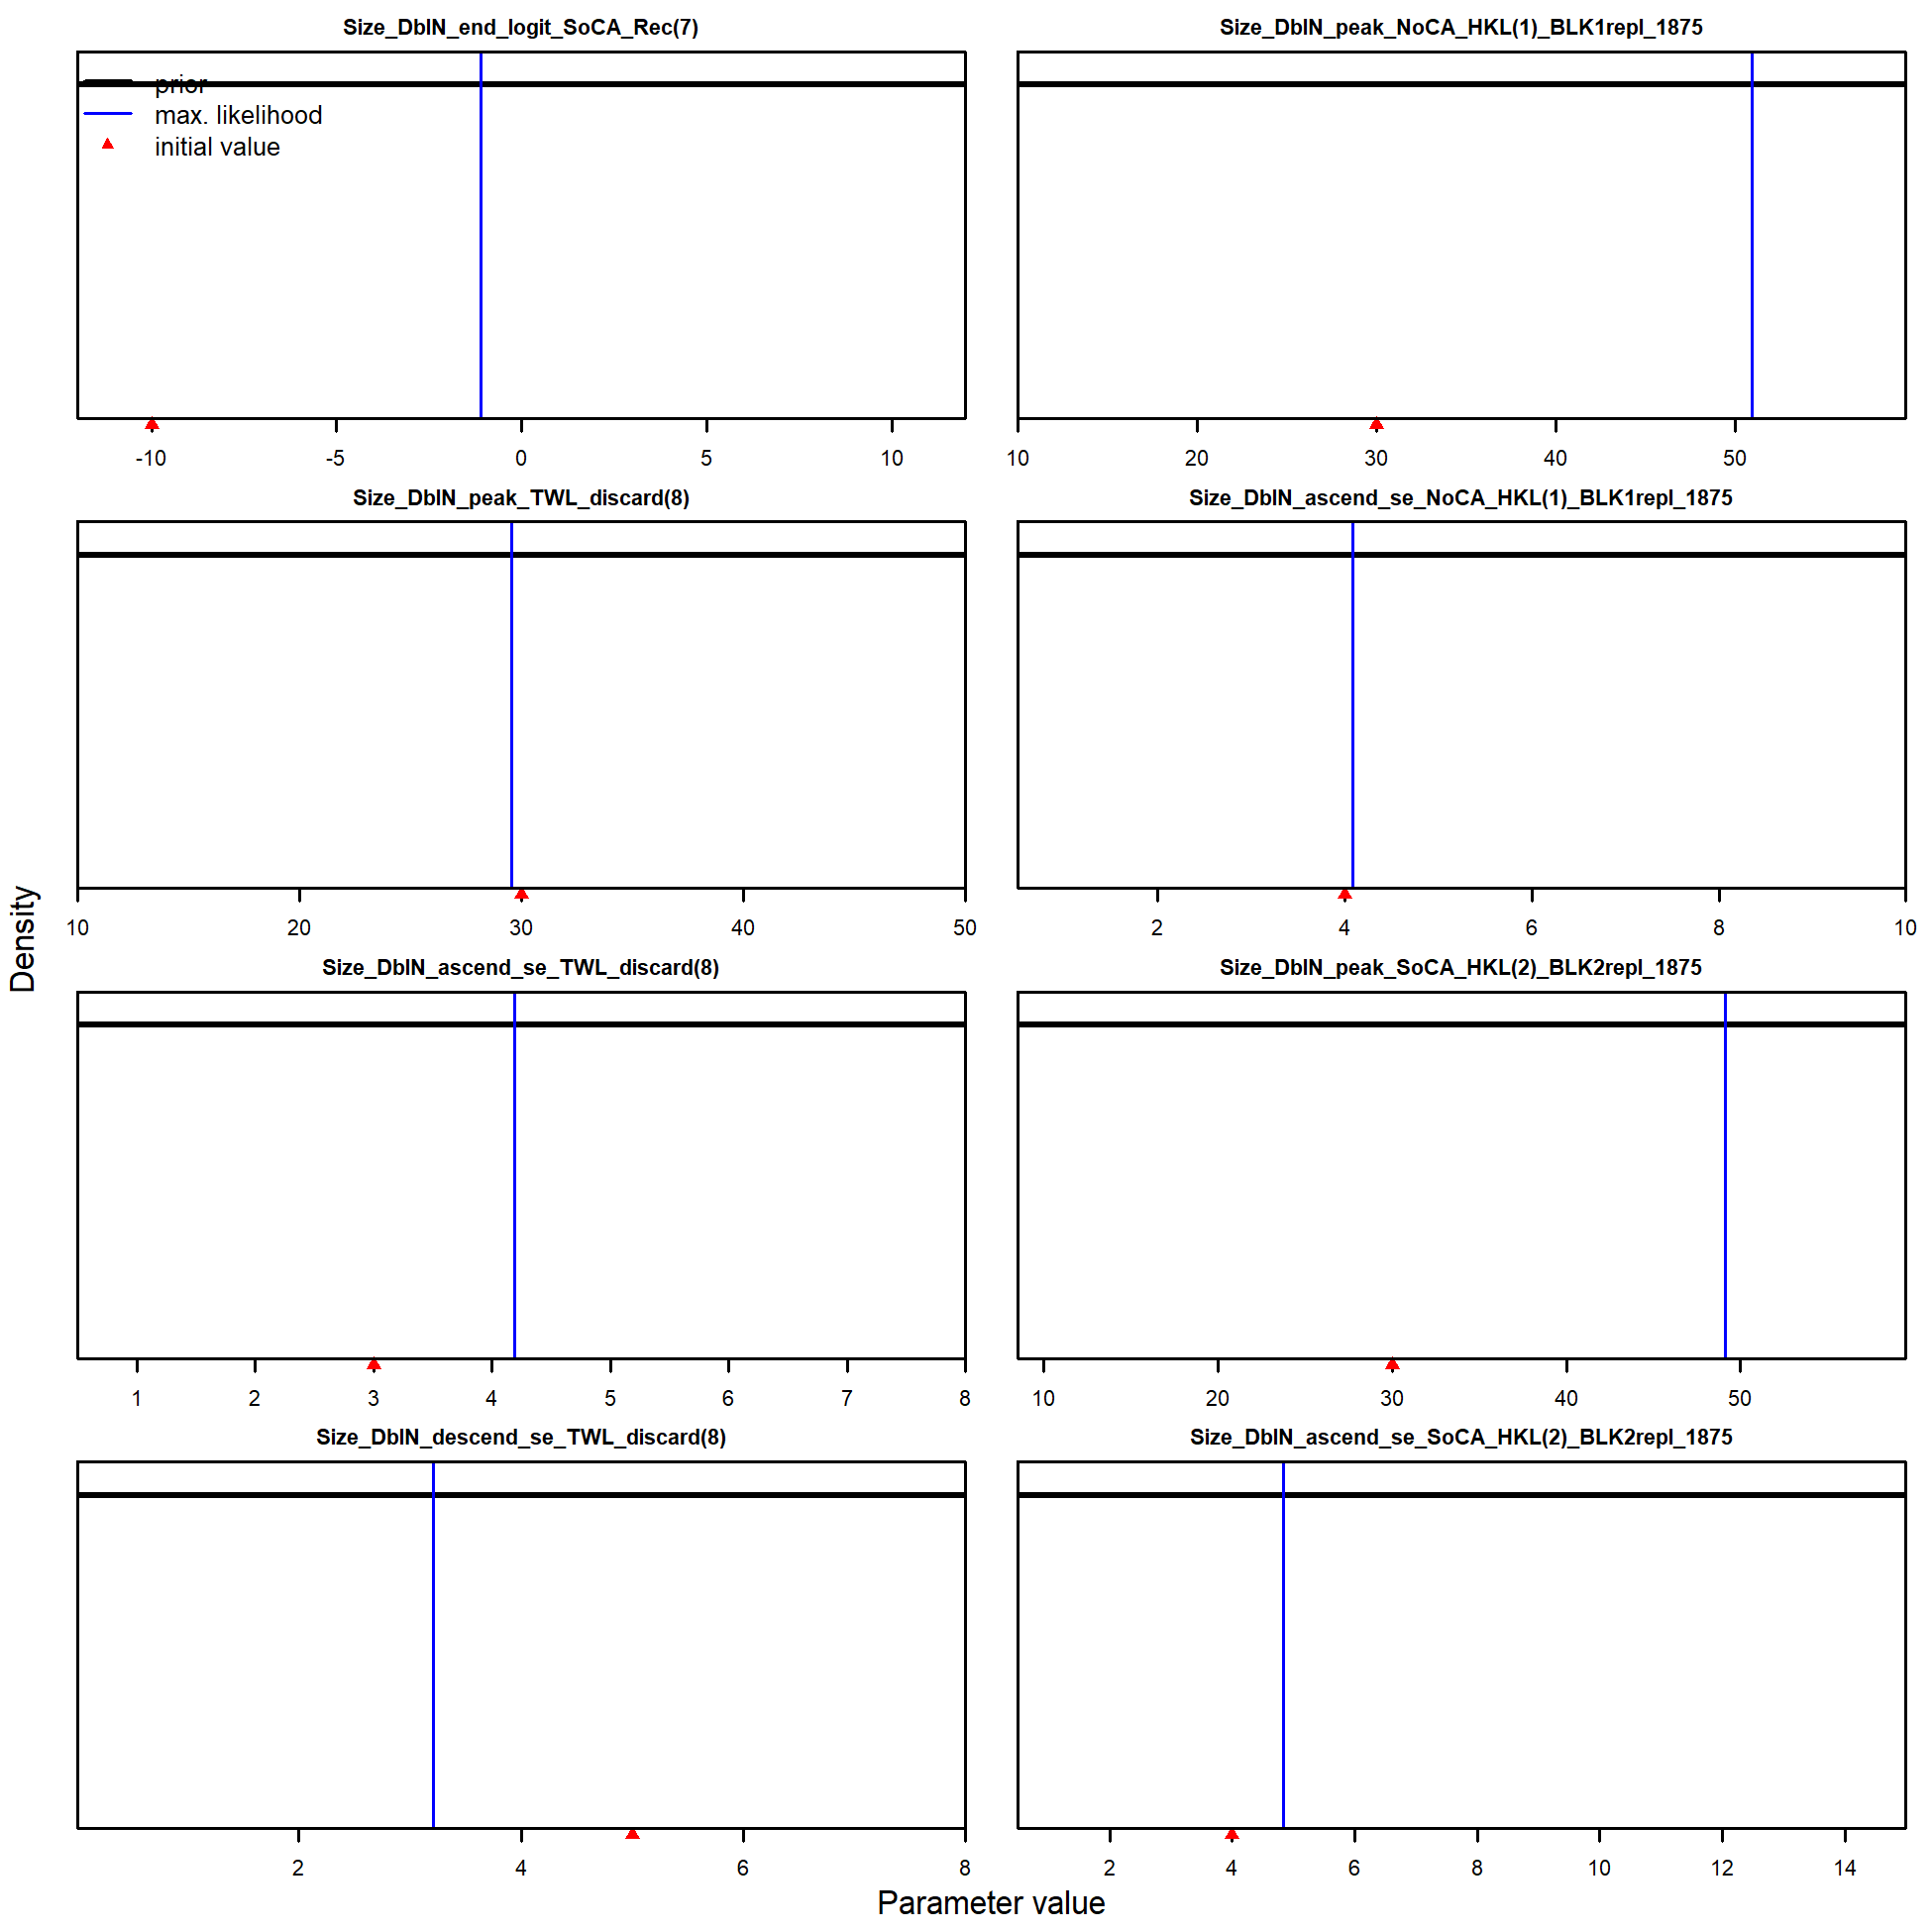 Size_DblN_end_logit_SoCA_Rec(7)
prior
max. likelihood
initial value
-10 -5 0 5 10
Size_DblN_peak_NoCA_HKL(1)_BLK1repl_1875
10 20 30 40 50
Size_DblN_peak_TWL_discard(8)
10 20 30 40 50
Size_DblN_ascend_se_NoCA_HKL(1)_BLK1repl_1875
2 4 6 8 10
Size_DblN_ascend_se_TWL_discard(8)
1 2 3 4 5 6 7 8
Size_DblN_peak_SoCA_HKL(2)_BLK2repl_1875
10 20 30 40 50
Size_DblN_descend_se_TWL_discard(8)
2 4 6 8
Size_DblN_ascend_se_SoCA_HKL(2)_BLK2repl_1875
2 4 6 8 10 12 14
Density
Parameter value